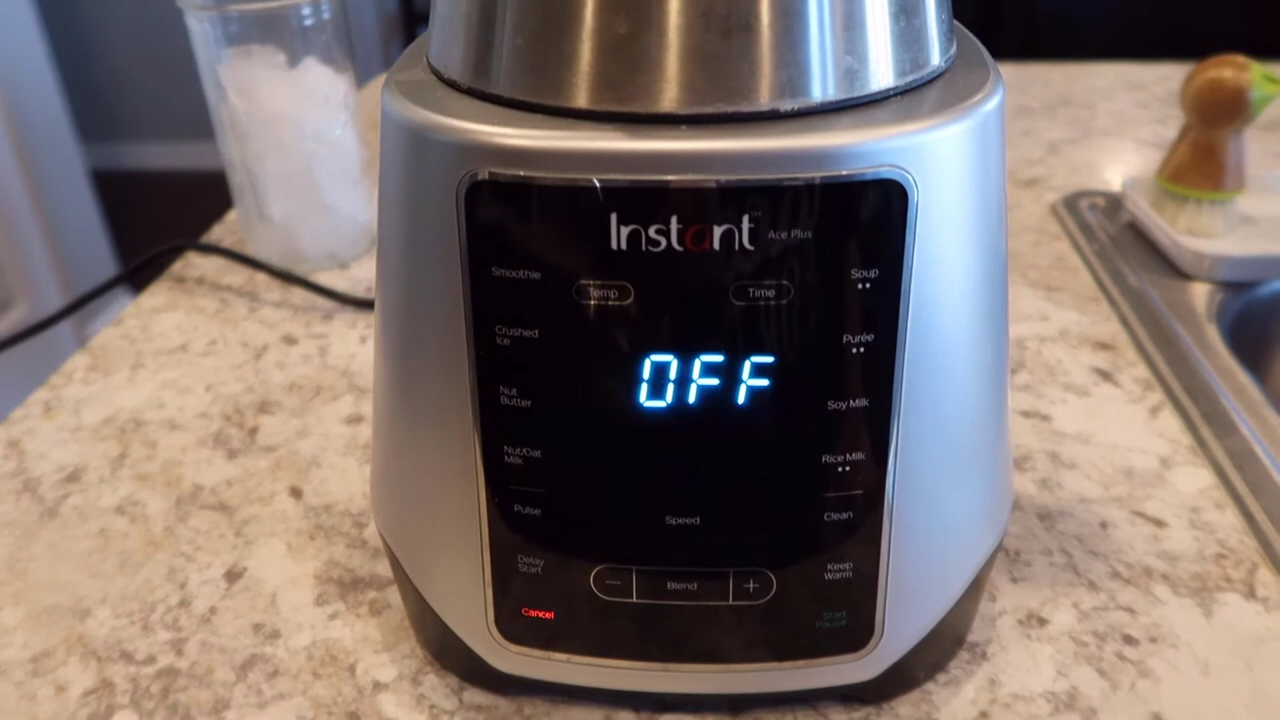 Instant™ Ace Plus
Smoothie
Temp
Time
Soup
Crushed
Ice
Purée
OFF
Nut
Butter
Soy Milk
Nut/Oat
Milk
Rice Milk
Pulse
Speed
Clean
Delay
Start
Keep
Warm
− Blend +
Cancel
Start
Pause